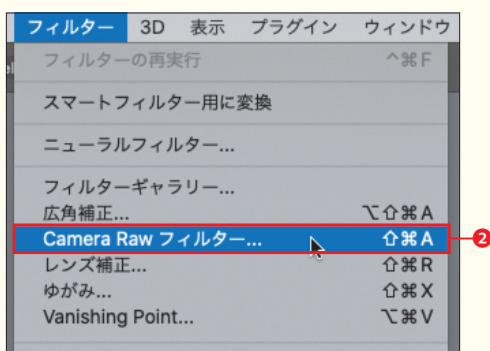 フィルター 3D 表示 プラグイン ウィンドウ
フィルターの再実行 ^⌘F
スマートフィルター用に変換
ニューラルフィルター...
フィルターギャラリー...
広角補正... ⌥⇧⌘A
Camera Raw フィルター... ⇧⌘A
❷
レンズ補正... ⇧⌘R
ゆがみ... ⇧⌘X
Vanishing Point... ⌥⌘V